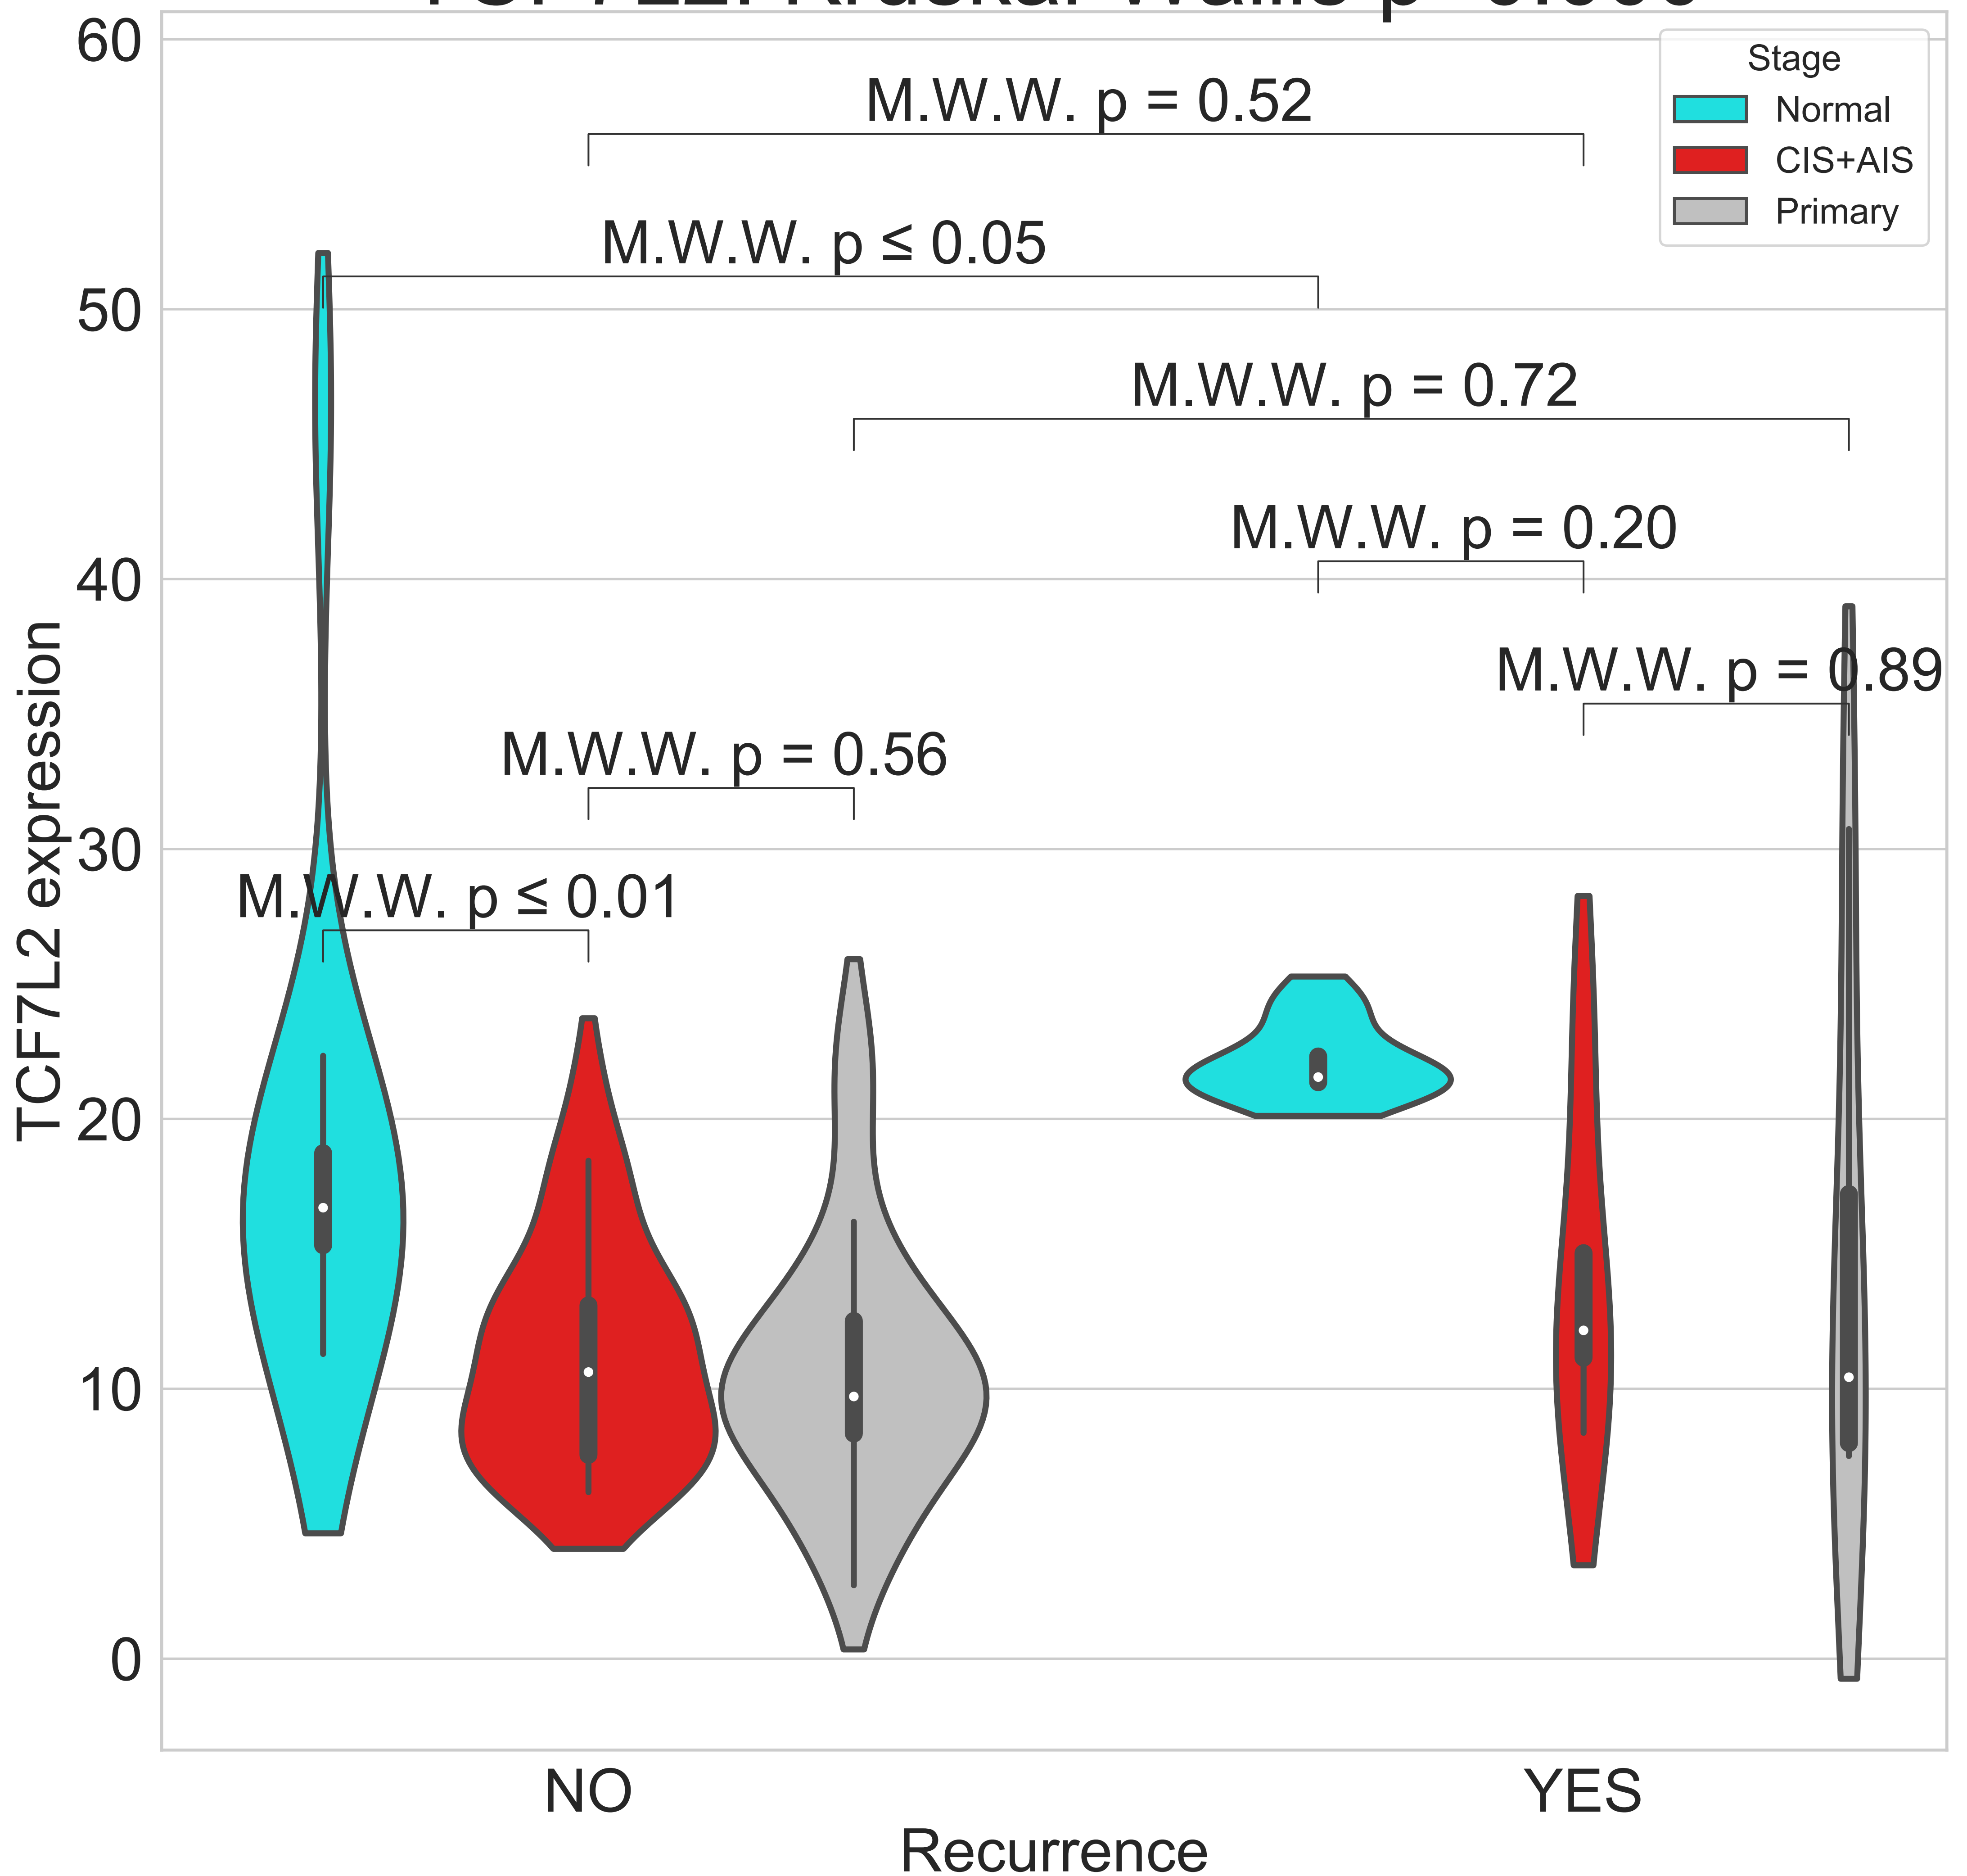 60
50
40
30
20
10
0
TCF7L2 expression
M.W.W. p = 0.52
M.W.W. p ≤ 0.05
M.W.W. p = 0.72
M.W.W. p = 0.20
M.W.W. p = 0.89
M.W.W. p = 0.56
M.W.W. p ≤ 0.01
Stage
Normal
CIS+AIS
Primary
NO
YES
Recurrence